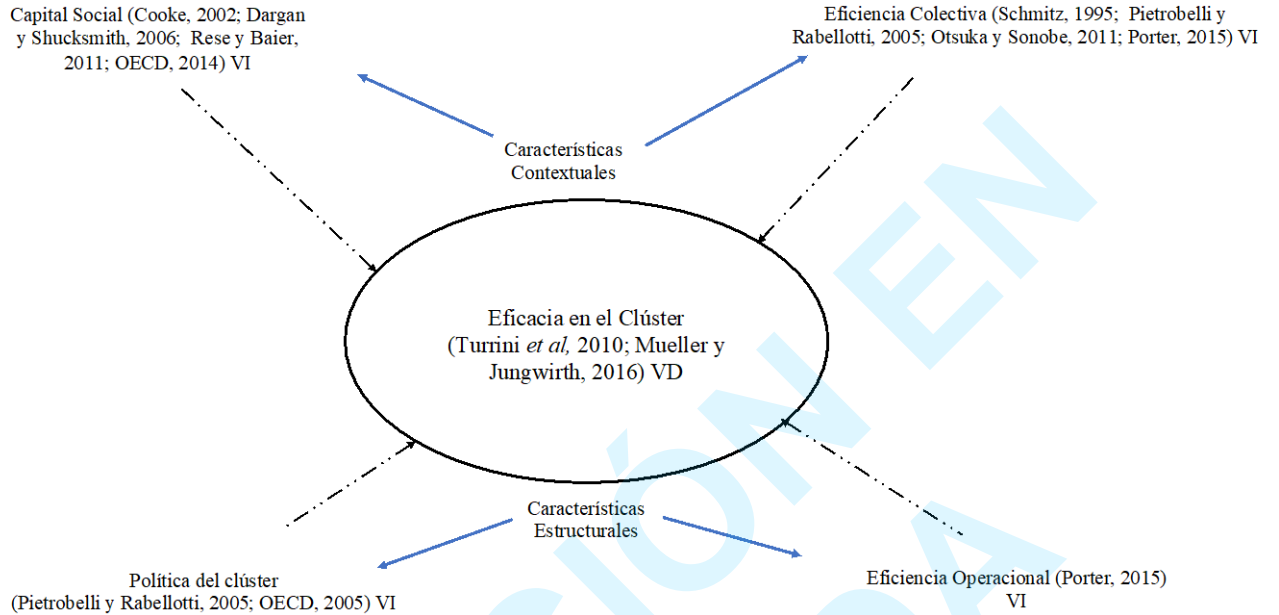 Capital Social (Cooke, 2002; Dargan
y Shucksmith, 2006; Rese y Baier,
2011; OECD, 2014) VI
Eficiencia Colectiva (Schmitz, 1995; Pietrobelli y
Rabellotti, 2005; Otsuka y Sonobe, 2011; Porter, 2015) VI
Características
Contextuales
Eficacia en el Clúster
(Turrini et al, 2010; Mueller y
Jungwirth, 2016) VD
Características
Estructurales
Política del clúster
(Pietrobelli y Rabellotti, 2005; OECD, 2005) VI
Eficiencia Operacional (Porter, 2015)
VI